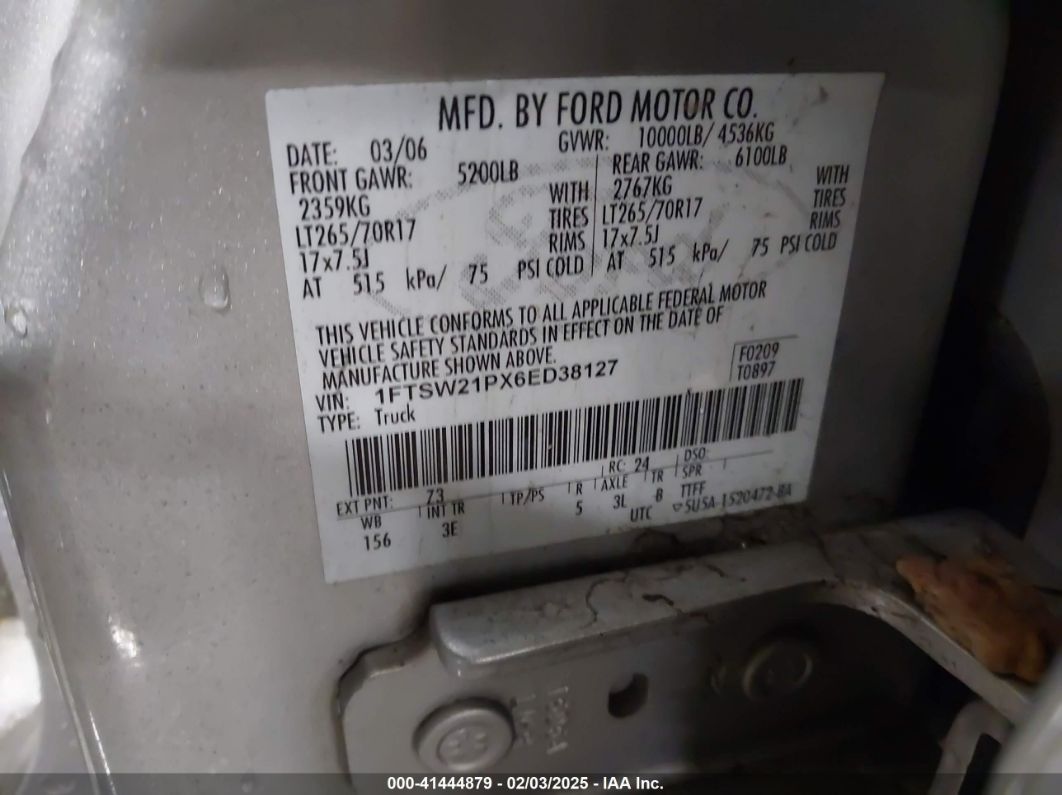 MFD. BY FORD MOTOR CO.
DATE: 03/06 GVWR: 10000LB/ 4536KG
FRONT GAWR: 5200LB REAR GAWR: 6100LB
2359KG WITH 2767KG WITH
LT265/70R17 TIRES LT265/70R17 TIRES
17x7.5J RIMS 17x7.5J RIMS
AT 515 kPa/ 75 PSI COLD AT 515 kPa/ 75 PSI COLD
THIS VEHICLE CONFORMS TO ALL APPLICABLE FEDERAL MOTOR
VEHICLE SAFETY STANDARDS IN EFFECT ON THE DATE OF
MANUFACTURE SHOWN ABOVE.
F0209
VIN: 1FTSW21PX6ED38127
T0897
TYPE: Truck
EXT PNT: Z3 RC: 24 DSO:
WB INT TR TP/PS R AXLE TR SPR
156 3E 5 3L B TTFF
UTC 5U5A-1520472-BA
000-41444879 - 02/03/2025 - IAA Inc.